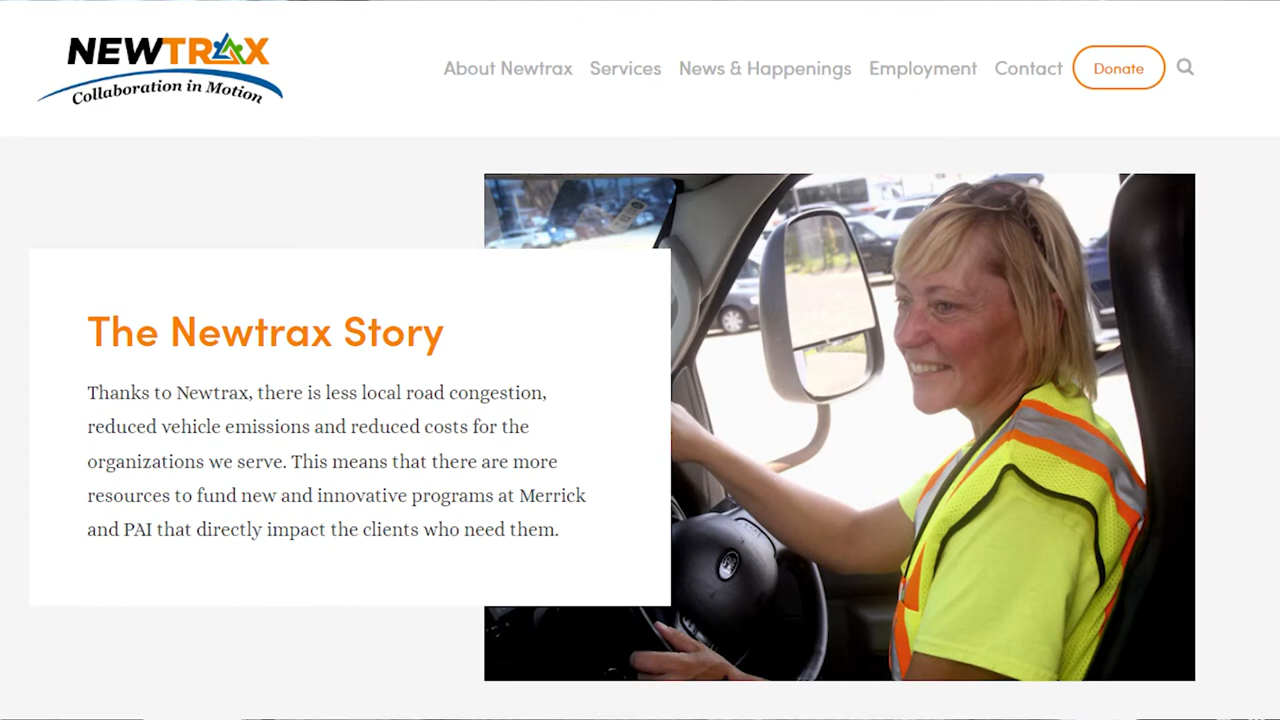 NEWTRAX
Collaboration in Motion
About Newtrax Services News & Happenings Employment Contact Donate
The Newtrax Story
Thanks to Newtrax, there is less local road congestion,
reduced vehicle emissions and reduced costs for the
organizations we serve. This means that there are more
resources to fund new and innovative programs at Merrick
and PAI that directly impact the clients who need them.